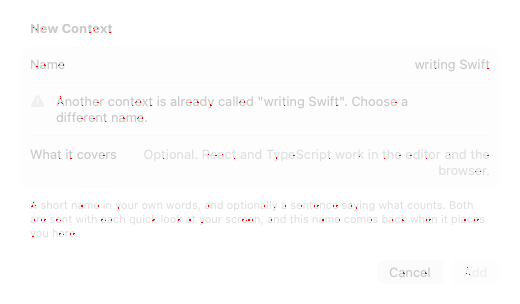 New Context
Name writing Swift
Another context is already called "writing Swift". Choose a
different name.
What it covers Optional. React and TypeScript work in the editor and the
browser.
A short name in your own words, and optionally a sentence saying what counts. Both
are sent with each quick look at your screen, and this name comes back when it places
you here.
Cancel Add